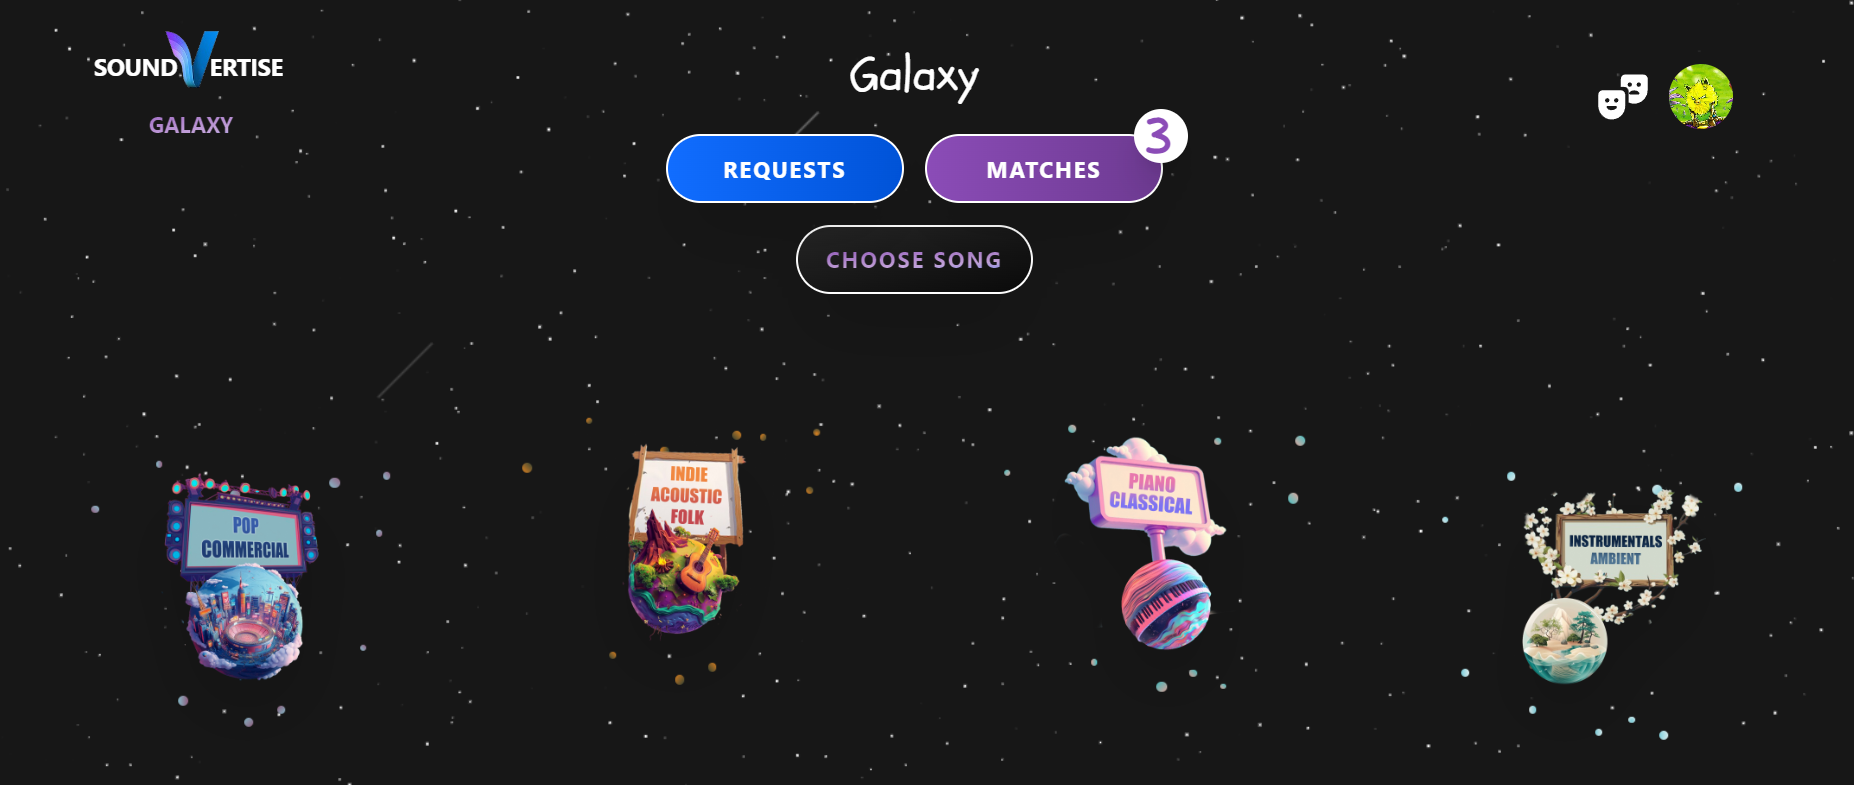 SOUNDVERTISE
GALAXY
Galaxy
REQUESTS
MATCHES
3
CHOOSE SONG
POP
COMMERCIAL
INDIE
ACOUSTIC
FOLK
PIANO
CLASSICAL
INSTRUMENTALS
AMBIENT